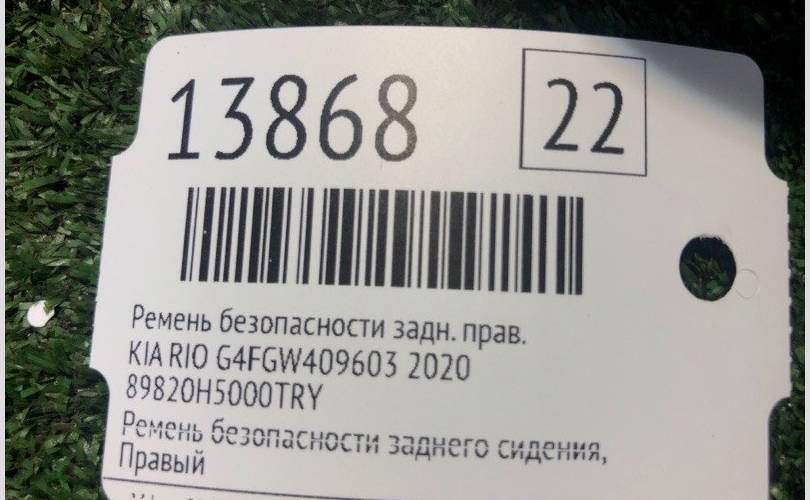 13868
22
Ремень безопасности задн. прав.
KIA RIO G4FGW409603 2020
89820H5000TRY
Ремень безопасности заднего сидения,
Правый